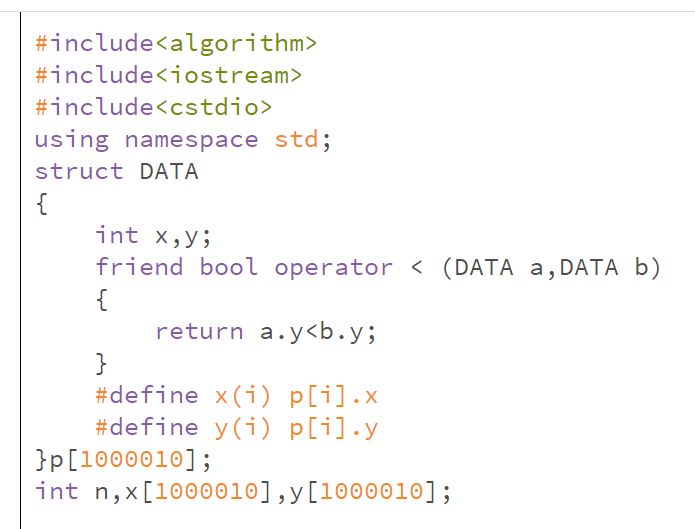 #include<algorithm>
#include<iostream>
#include<cstdio>
using namespace std;
struct DATA
{
    int x,y;
    friend bool operator < (DATA a,DATA b)
    {
        return a.y<b.y;
    }
    #define x(i) p[i].x
    #define y(i) p[i].y
}p[1000010];
int n,x[1000010],y[1000010];